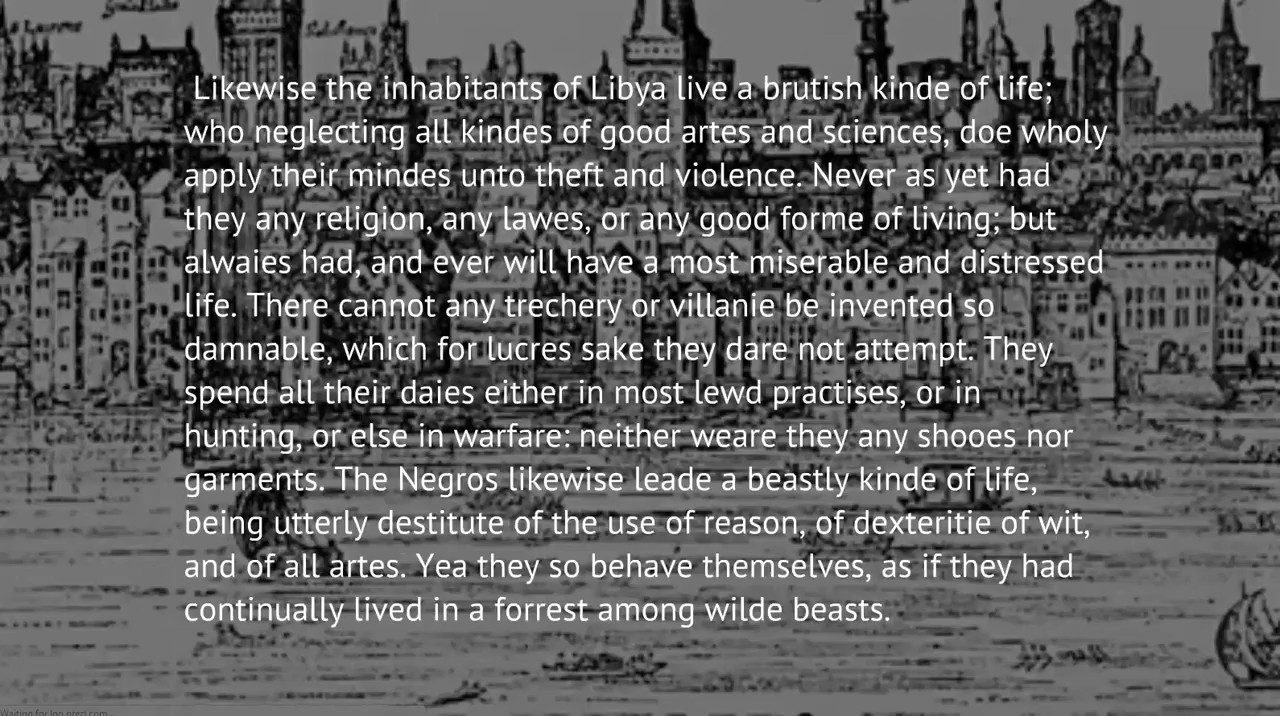 Likewise the inhabitants of Libya live a brutish kinde of life;
who neglecting all kindes of good artes and sciences, doe wholy
apply their mindes unto theft and violence. Never as yet had
they any religion, any lawes, or any good forme of living; but
alwaies had, and ever will have a most miserable and distressed
life. There cannot any trechery or villanie be invented so
damnable, which for lucres sake they dare not attempt. They
spend all their daies either in most lewd practises, or in
hunting, or else in warfare: neither weare they any shooes nor
garments. The Negros likewise leade a beastly kinde of life,
being utterly destitute of the use of reason, of dexteritie of wit,
and of all artes. Yea they so behave themselves, as if they had
continually lived in a forrest among wilde beasts.
Waiting for log.prezi.com...